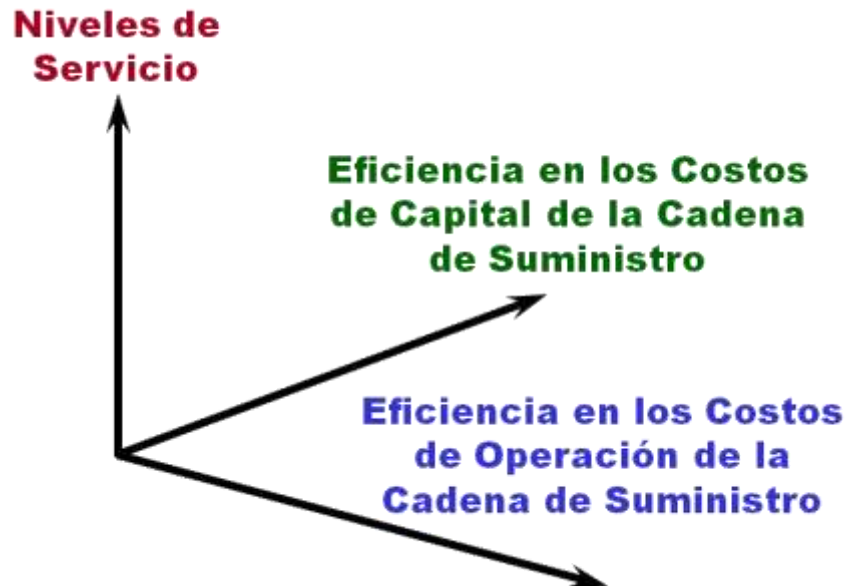 Niveles de
Servicio
Eficiencia en los Costos
de Capital de la Cadena
de Suministro
Eficiencia en los Costos
de Operación de la
Cadena de Suministro